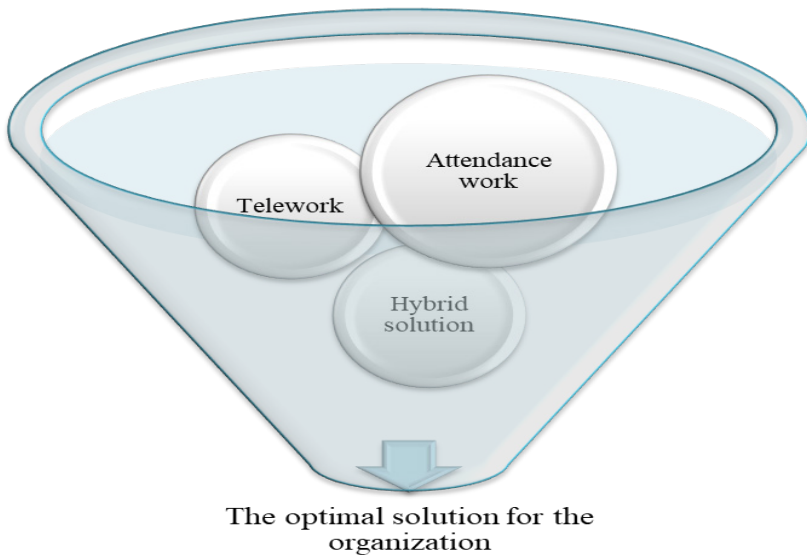 Attendance
work
Telework
Hybrid
solution
The optimal solution for the
organization